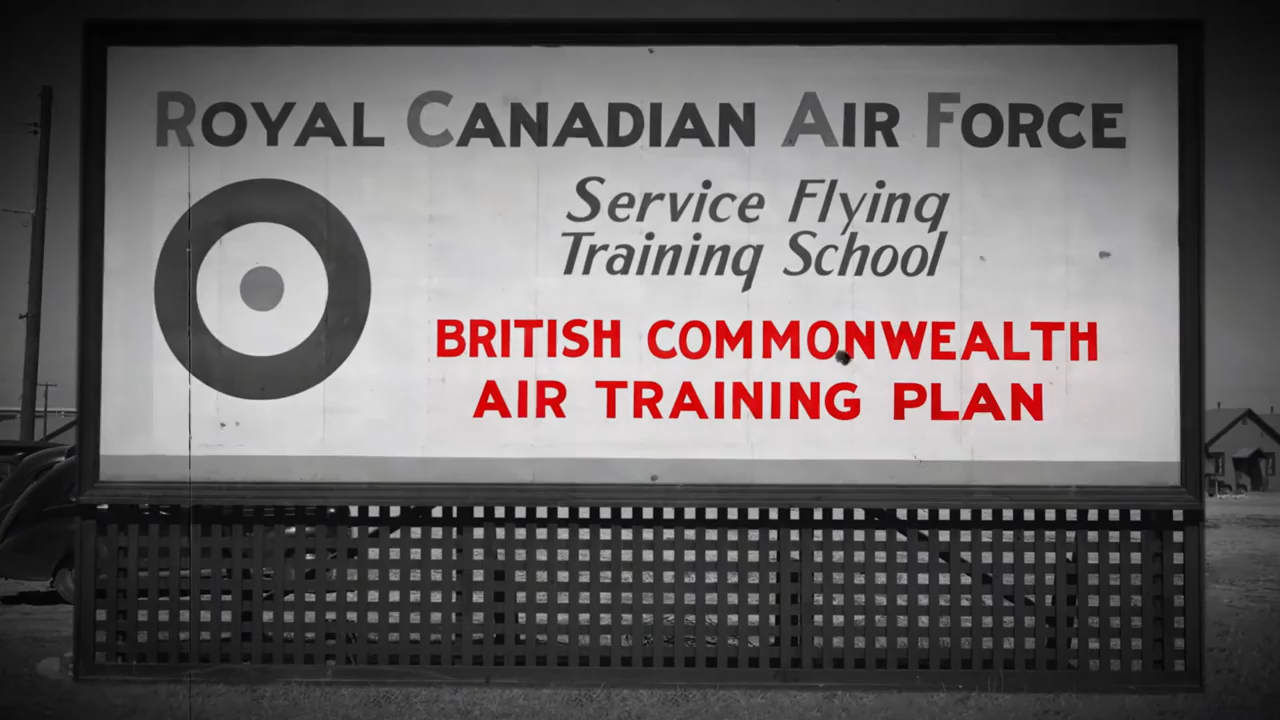 ROYAL CANADIAN AIR FORCE
Service Flying
Training School
BRITISH COMMONWEALTH
AIR TRAINING PLAN